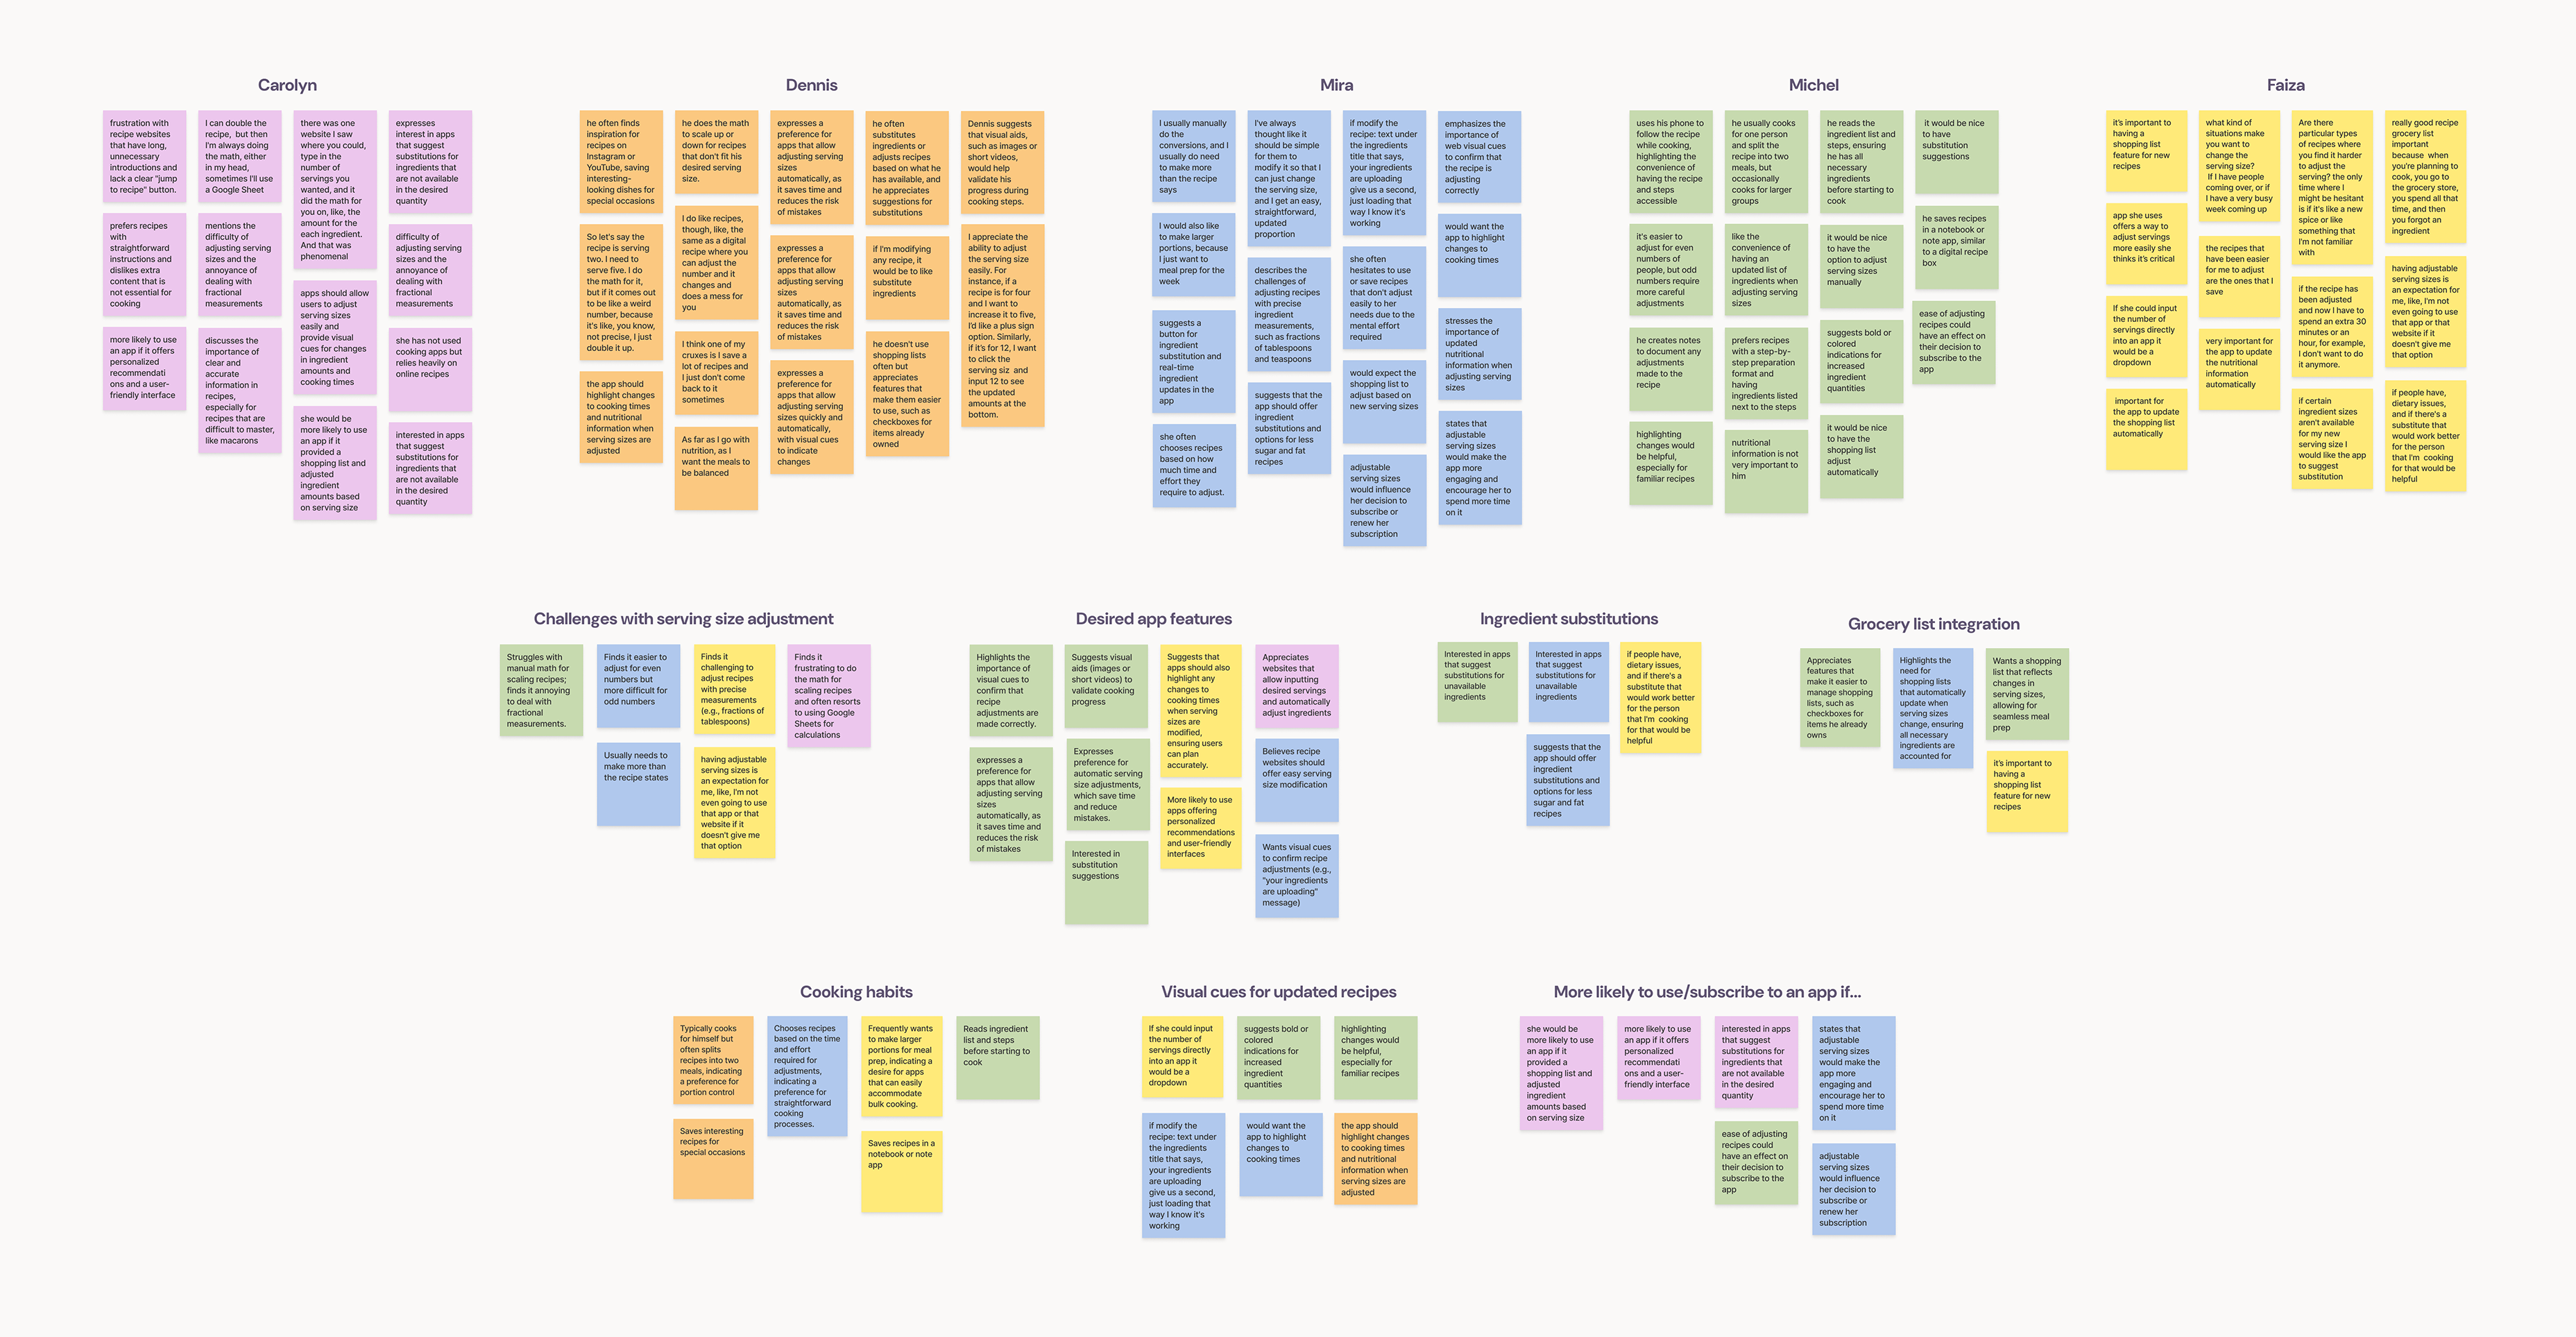 Carolyn
frustration with
recipe websites
that have long,
unnecessary
introductions and
lack a clear "jump
to recipe" button.
prefers recipes
with
straightforward
instructions and
dislikes extra
content that is
not essential for
cooking
more likely to use
an app if it offers
personalized
recommendati
ons and a user-
friendly interface
I can double the
recipe, but then
I'm always doing
the math, either
in my head,
sometimes I'll use
a Google Sheet
mentions the
difficulty of
adjusting serving
sizes and the
annoyance of
dealing with
fractional
measurements
discusses the
importance of
clear and
accurate
information in
recipes,
especially for
recipes that are
difficult to master,
like macarons
there was one
website I saw
where you could,
type in the
number of
servings you
wanted, and it
did the math for
you on, like, the
amount for the
each ingredient.
And that was
phenomenal
apps should allow
users to adjust
serving sizes
easily and
provide visual
cues for changes
in ingredient
amounts and
cooking times
she would be
more likely to use
an app if it
provided a
shopping list and
adjusted
ingredient
amounts based
on serving size
expresses
interest in apps
that suggest
substitutions for
ingredients that
are not available
in the desired
quantity
difficulty of
adjusting serving
sizes and the
annoyance of
dealing with
fractional
measurements
she has not used
cooking apps but
relies heavily on
online recipes
interested in apps
that suggest
substitutions for
ingredients that
are not available
in the desired
quantity
Dennis
he often finds
inspiration for
recipes on
Instagram or
YouTube, saving
interesting-
looking dishes for
special occasions
So let's say the
recipe is serving
two. I need to
serve five. I do
the math for it,
but if it comes out
to be like a weird
number, because
it's like, you know,
not precise, I just
double it up.
the app should
highlight changes
to cooking times
and nutritional
information when
serving sizes are
adjusted
he does the math
to scale up or
down for recipes
that don't fit his
desired serving
size.
I do like recipes,
though, like, the
same as a digital
recipe where you
can adjust the
number and it
changes and
does a mess for
you
I think one of my
cruxes is I save a
lot of recipes and
I just don't come
back to it
sometimes
As far as I go with
nutrition, as I
want the meals to
be balanced
expresses a
preference for
apps that allow
adjusting serving
sizes
automatically, as
it saves time and
reduces the risk
of mistakes
expresses a
preference for
apps that allow
adjusting serving
sizes
automatically, as
it saves time and
reduces the risk
of mistakes
expresses a
preference for
apps that allow
adjusting serving
sizes quickly and
automatically,
with visual cues
to indicate
changes
he often
substitutes
ingredients or
adjusts recipes
based on what he
has available, and
he appreciates
suggestions for
substitutions
if I'm modifying
any recipe, it
would be to like
substitute
ingredients
he doesn't use
shopping lists
often but
appreciates
features that
make them easier
to use, such as
checkboxes for
items already
owned
Dennis suggests
that visual aids,
such as images or
short videos,
would help
validate his
progress during
cooking steps.
I appreciate the
ability to adjust
the serving size
easily. For
instance, if a
recipe is for four
and I want to
increase it to five,
I'd like a plus sign
option. Similarly,
if it's for 12, I want
to click the
serving siz and
input 12 to see
the updated
amounts at the
bottom.
Mira
I usually manually
do the
conversions, and I
usually do need
to make more
than the recipe
says
I would also like
to make larger
portions, because
I just want to
meal prep for the
week
suggests a
button for
ingredient
substitution and
real-time
ingredient
updates in the
app
she often
chooses recipes
based on how
much time and
effort they
require to adjust.
I've always
thought like it
should be simple
for them to
modify it so that I
can just change
the serving size,
and I get an easy,
straightforward,
updated
proportion
describes the
challenges of
adjusting recipes
with precise
ingredient
measurements,
such as fractions
of tablespoons
and teaspoons
suggests that the
app should offer
ingredient
substitutions and
options for less
sugar and fat
recipes
if modify the
recipe: text under
the ingredients
title that says,
your ingredients
are uploading
give us a second,
just loading that
way I know it's
working
she often
hesitates to use
or save recipes
that don't adjust
easily to her
needs due to the
mental effort
required
would expect the
shopping list to
adjust based on
new serving sizes
adjustable
serving sizes
would influence
her decision to
subscribe or
renew her
subscription
emphasizes the
importance of
web visual cues
to confirm that
the recipe is
adjusting
correctly
would want the
app to highlight
changes to
cooking times
stresses the
importance of
updated
nutritional
information when
adjusting serving
sizes
states that
adjustable
serving sizes
would make the
app more
engaging and
encourage her to
spend more time
on it
Michel
uses his phone to
follow the recipe
while cooking,
highlighting the
convenience of
having the recipe
and steps
accessible
it's easier to
adjust for even
numbers of
people, but odd
numbers require
more careful
adjustments
he creates notes
to document any
adjustments
made to the
recipe
highlighting
changes would
be helpful,
especially for
familiar recipes
he usually cooks
for one person
and split the
recipe into two
meals, but
occasionally
cooks for larger
groups
like the
convenience of
having an
updated list of
ingredients when
adjusting serving
sizes
prefers recipes
with a step-by-
step preparation
format and
having
ingredients listed
next to the steps
nutritional
information is not
very important to
him
he reads the
ingredient list and
steps, ensuring
he has all
necessary
ingredients
before starting to
cook
it would be nice
to have the
option to adjust
serving sizes
manually
suggests bold or
colored
indications for
increased
ingredient
quantities
it would be nice
to have the
shopping list
adjust
automatically
it would be nice
to have
substitution
suggestions
he saves recipes
in a notebook or
note app, similar
to a digital recipe
box
ease of adjusting
recipes could
have an effect on
their decision to
subscribe to the
app
Faiza
it's important to
having a
shopping list
feature for new
recipes
app she uses
offers a way to
adjust servings
more easily she
thinks it's critical
If she could input
the number of
servings directly
into an app it
would be a
dropdown
important for
the app to update
the shopping list
automatically
what kind of
situations make
you want to
change the
serving size?
If I have people
coming over, or if
I have a very busy
week coming up
the recipes that
have been easier
for me to adjust
are the ones that I
save
very important for
the app to update
the nutritional
information
automatically
Are there
particular types
of recipes where
you find it harder
to adjust the
serving? the only
time where I
might be hesitant
is if it's like a new
spice or like
something that
I'm not familiar
with
if the recipe has
been adjusted
and now I have to
spend an extra 30
minutes or an
hour, for example,
I don't want to do
it anymore.
if certain
ingredient sizes
aren't available
for my new
serving size I
would like the app
to suggest
substitution
really good recipe
grocery list
important
because when
you're planning to
cook, you go to
the grocery store,
you spend all that
time, and then
you forgot an
ingredient
having adjustable
serving sizes is
an expectation for
me, like, I'm not
even going to use
that app or that
website if it
doesn't give me
that option
if people have,
dietary issues,
and if there's a
substitute that
would work better
for the person
that I'm cooking
for that would be
helpful
Challenges with serving size adjustment
Struggles with
manual math for
scaling recipes;
finds it annoying
to deal with
fractional
measurements.
Finds it easier to
adjust for even
numbers but
more difficult for
odd numbers
Usually needs to
make more than
the recipe states
Finds it
challenging to
adjust recipes
with precise
measurements
(e.g., fractions of
tablespoons)
having adjustable
serving sizes is
an expectation for
me, like, I'm not
even going to use
that app or that
website if it
doesn't give me
that option
Finds it
frustrating to do
the math for
scaling recipes
and often resorts
to using Google
Sheets for
calculations
Desired app features
Highlights the
importance of
visual cues to
confirm that
recipe
adjustments are
made correctly.
expresses a
preference for
apps that allow
adjusting serving
sizes
automatically, as
it saves time and
reduces the risk
of mistakes
Suggests visual
aids (images or
short videos) to
validate cooking
progress
Expresses
preference for
automatic serving
size adjustments,
which save time
and reduce
mistakes.
Interested in
substitution
suggestions
Suggests that
apps should also
highlight any
changes to
cooking times
when serving
sizes are
modified,
ensuring users
can plan
accurately.
More likely to use
apps offering
personalized
recommendations
and user-friendly
interfaces
Appreciates
websites that
allow inputting
desired servings
and automatically
adjust ingredients
Believes recipe
websites should
offer easy serving
size modification
Wants visual cues
to confirm recipe
adjustments (e.g.,
"your ingredients
are uploading"
message)
Ingredient substitutions
Interested in apps
that suggest
substitutions for
unavailable
ingredients
Interested in apps
that suggest
substitutions for
unavailable
ingredients
suggests that the
app should offer
ingredient
substitutions and
options for less
sugar and fat
recipes
if people have,
dietary issues,
and if there's a
substitute that
would work better
for the person
that I'm cooking
for that would be
helpful
Grocery list integration
Appreciates
features that
make it easier to
manage shopping
lists, such as
checkboxes for
items he already
owns
Highlights the
need for
shopping lists
that automatically
update when
serving sizes
change, ensuring
all necessary
ingredients are
accounted for
Wants a shopping
list that reflects
changes in
serving sizes,
allowing for
seamless meal
prep
it's important to
having a
shopping list
feature for new
recipes
Cooking habits
Typically cooks
for himself but
often splits
recipes into two
meals, indicating
a preference for
portion control
Saves interesting
recipes for
special occasions
Chooses recipes
based on the time
and effort
required for
adjustments,
indicating a
preference for
straightforward
cooking
processes.
Frequently wants
to make larger
portions for meal
prep, indicating a
desire for apps
that can easily
accommodate
bulk cooking.
Saves recipes in a
notebook or note
app
Reads ingredient
list and steps
before starting to
cook
Visual cues for updated recipes
If she could input
the number of
servings directly
into an app it
would be a
dropdown
if modify the
recipe: text under
the ingredients
title that says,
your ingredients
are uploading
give us a second,
just loading that
way I know it's
working
suggests bold or
colored
indications for
increased
ingredient
quantities
would want the
app to highlight
changes to
cooking times
highlighting
changes would
be helpful,
especially for
familiar recipes
the app should
highlight changes
to cooking times
and nutritional
information when
serving sizes are
adjusted
More likely to use/subscribe to an app if...
she would be
more likely to use
an app if it
provided a
shopping list and
adjusted
ingredient
amounts based
on serving size
more likely to use
an app if it offers
personalized
recommendati
ons and a user-
friendly interface
interested in apps
that suggest
substitutions for
ingredients that
are not available
in the desired
quantity
ease of adjusting
recipes could
have an effect on
their decision to
subscribe to the
app
states that
adjustable
serving sizes
would make the
app more
engaging and
encourage her to
spend more time
on it
adjustable
serving sizes
would influence
her decision to
subscribe or
renew her
subscription